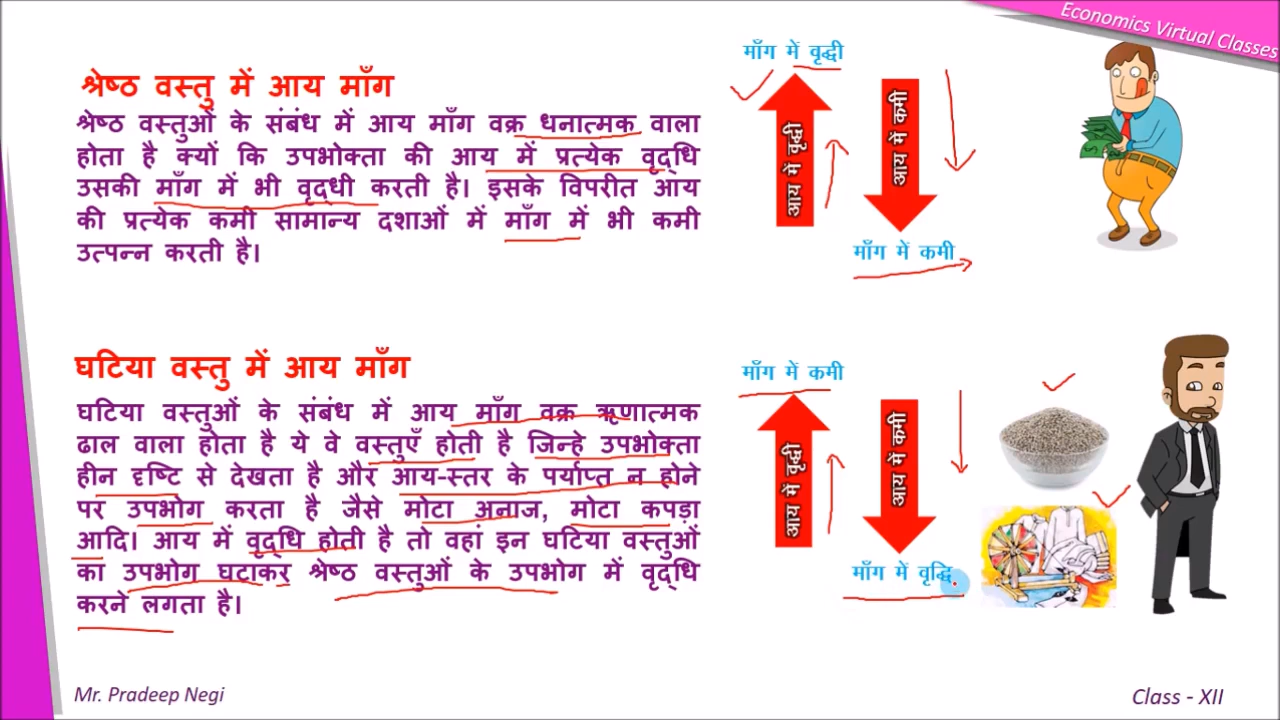 Economics Virtual Classes
श्रेष्ठ वस्तु में आय माँग
श्रेष्ठ वस्तुओं के संबंध में आय माँग वक्र धनात्मक वाला
होता है क्यों कि उपभोक्ता की आय में प्रत्येक वृद्धि
उसकी माँग में भी वृद्धी करती है। इसके विपरीत आय
की प्रत्येक कमी सामान्य दशाओं में माँग में भी कमी
उत्पन्न करती है।
माँग में वृद्धी
आय में वृद्धी
आय में कमी
माँग में कमी
घटिया वस्तु में आय माँग
घटिया वस्तुओं के संबंध में आय माँग वक्र ऋणात्मक
ढाल वाला होता है ये वे वस्तुएँ होती है जिन्हे उपभोक्ता
हीन दृष्टि से देखता है और आय-स्तर के पर्याप्त न होने
पर उपभोग करता है जैसे मोटा अनाज, मोटा कपड़ा
आदि। आय में वृद्धि होती है तो वहां इन घटिया वस्तुओं
का उपभोग घटाकर श्रेष्ठ वस्तुओं के उपभोग में वृद्धि
करने लगता है।
माँग में कमी
आय में वृद्धी
आय में कमी
माँग में वृद्धि
Mr. Pradeep Negi
Class - XII